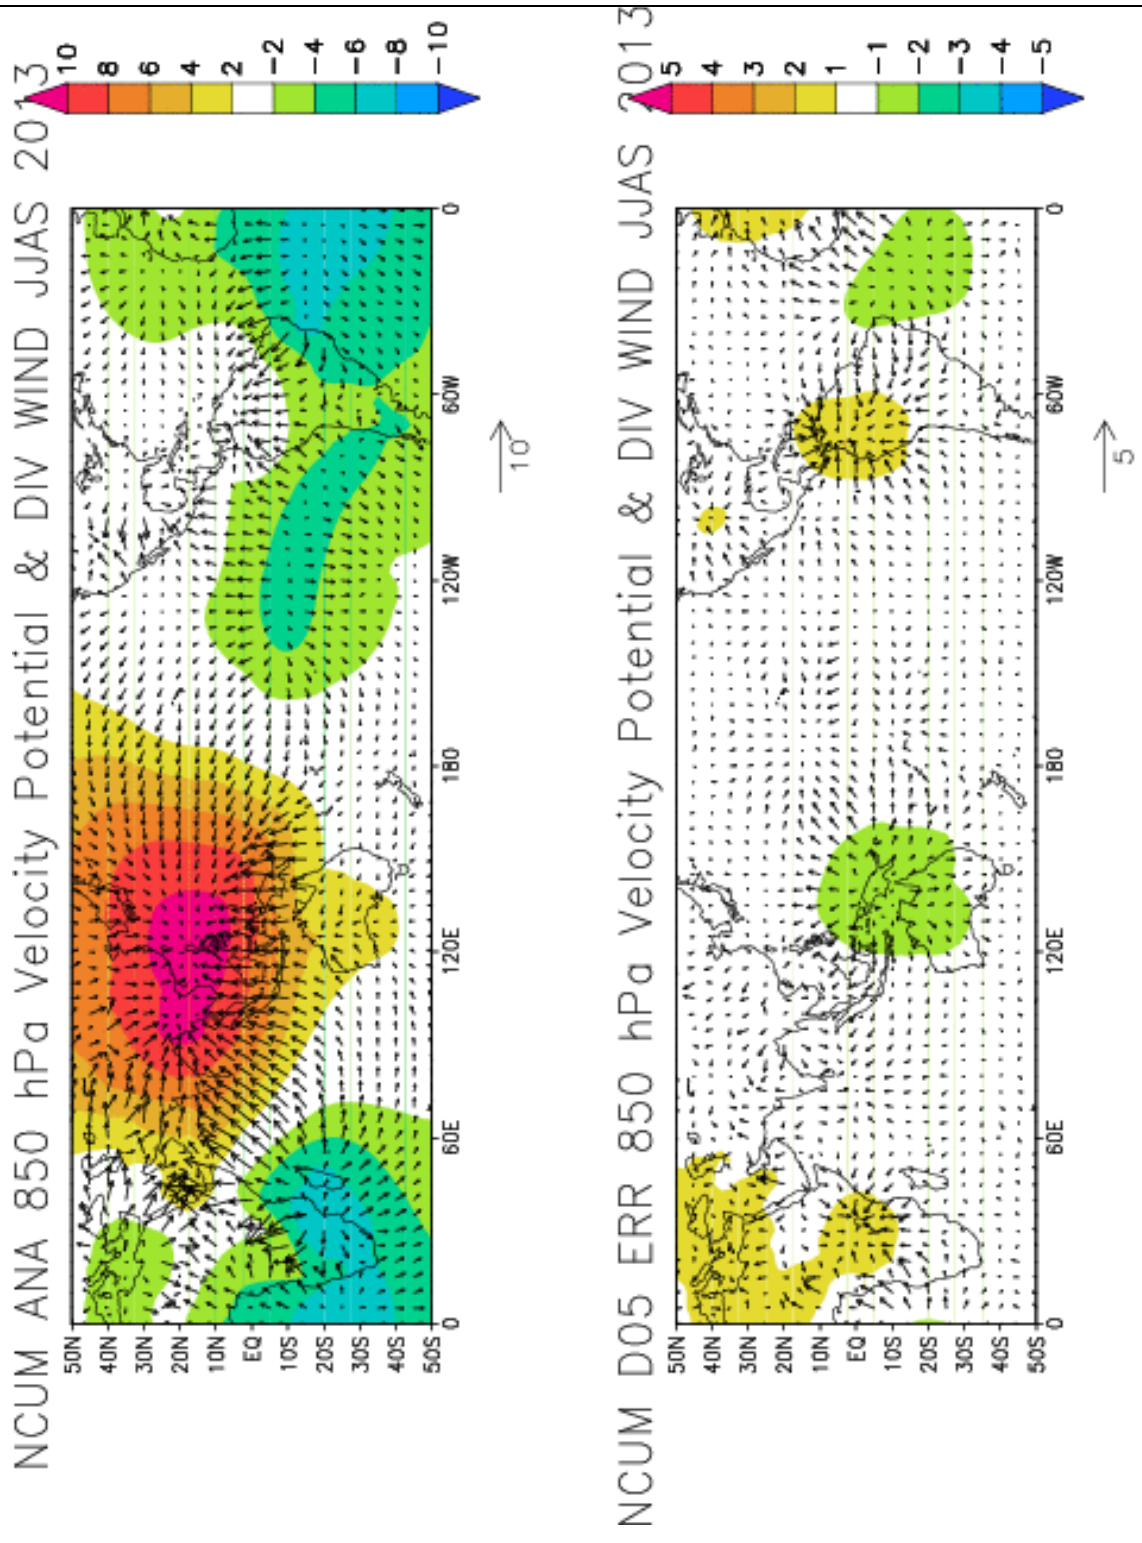 NCUM ANA 850 hPa Velocity Potential & DIV WIND JJAS 2013
10
8
6
4
2
-2
-4
-6
-8
-10
50N
40N
30N
20N
10N
EQ
10S
20S
30S
40S
50S
0 60E 120E 180 120W 60W 0
10
NCUM D05 ERR 850 hPa Velocity Potential & DIV WIND JJAS 2013
5
4
3
2
1
-1
-2
-3
-4
-5
50N
40N
30N
20N
10N
EQ
10S
20S
30S
40S
50S
0 60E 120E 180 120W 60W 0
5